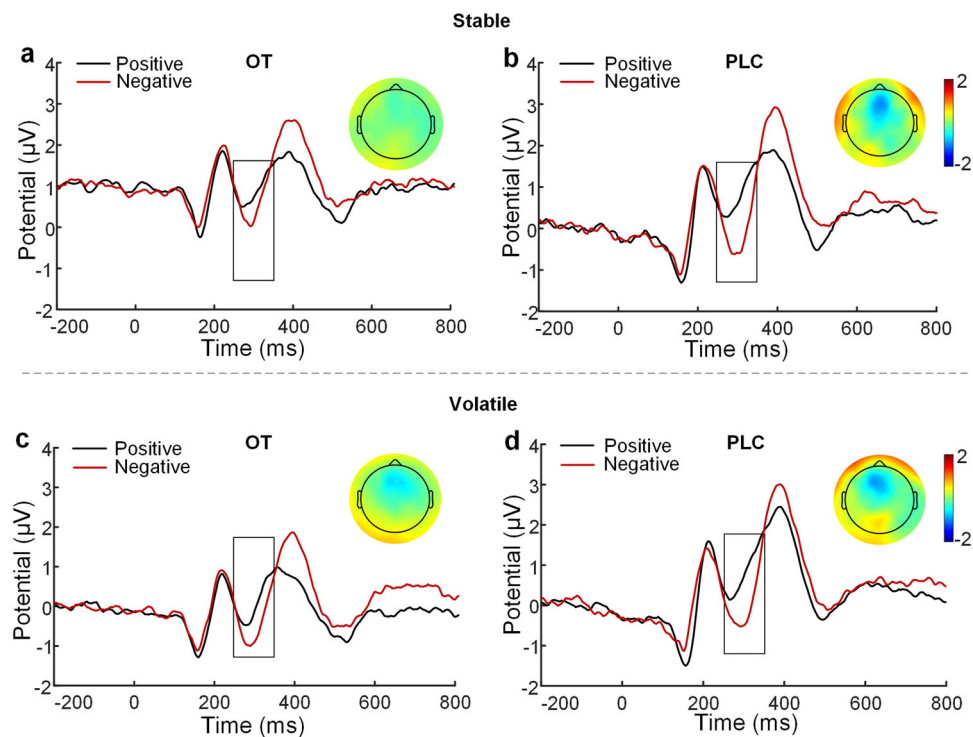 Stable
a
OT
Positive
Negative
4
3
2
1
0
-1
-2
Potential (µV)
-200 0 200 400 600 800
Time (ms)
b
PLC
Positive
Negative
4
3
2
1
0
-1
-2
Potential (µV)
-200 0 200 400 600 800
Time (ms)
2
-2
Volatile
c
OT
Positive
Negative
4
3
2
1
0
-1
-2
Potential (µV)
-200 0 200 400 600 800
Time (ms)
d
PLC
Positive
Negative
4
3
2
1
0
-1
-2
Potential (µV)
-200 0 200 400 600 800
Time (ms)
2
-2